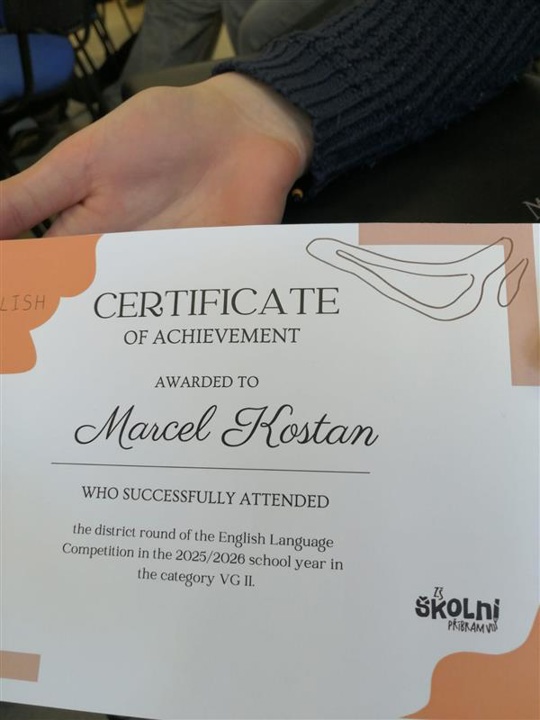 LISH
CERTIFICATE
OF ACHIEVEMENT
AWARDED TO
Marcel Kostan
WHO SUCCESSFULLY ATTENDED
the district round of the English Language
Competition in the 2025/2026 school year in
the category VG II.
ZŠ
ŠKOLNí
PŘÍBRAM VIII